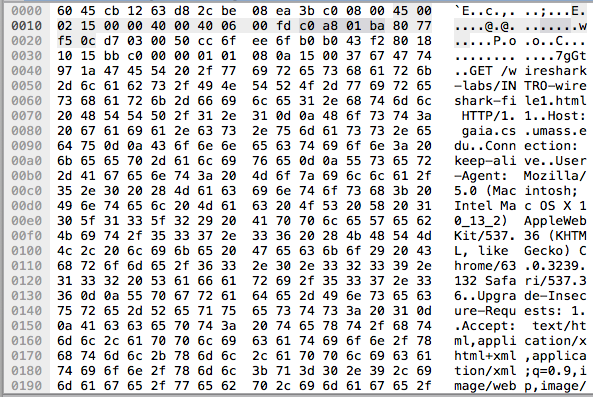 0000 60 45 cb 12 63 d8 2c be 08 ea 3b c0 08 00 45 00 `E..c.,. ..;...E.
0010 02 15 00 00 40 00 40 06 00 fd c0 a8 01 ba 80 77 ....@.@. .......w
0020 f5 0c d7 03 00 50 cc 6f ee 6f b0 b0 43 f2 80 18 .....P.o .o..C...
0030 10 15 bb c0 00 00 01 01 08 0a 15 00 37 67 47 74 ........ ....7gGt
0040 97 1a 47 45 54 20 2f 77 69 72 65 73 68 61 72 6b ..GET /w ireshark
0050 2d 6c 61 62 73 2f 49 4e 54 52 4f 2d 77 69 72 65 -labs/IN TRO-wire
0060 73 68 61 72 6b 2d 66 69 6c 65 31 2e 68 74 6d 6c shark-fi le1.html
0070 20 48 54 54 50 2f 31 2e 31 0d 0a 48 6f 73 74 3a HTTP/1. 1..Host:
0080 20 67 61 69 61 2e 63 73 2e 75 6d 61 73 73 2e 65 gaia.cs .umass.e
0090 64 75 0d 0a 43 6f 6e 6e 65 63 74 69 6f 6e 3a 20 du..Conn ection:
00a0 6b 65 65 70 2d 61 6c 69 76 65 0d 0a 55 73 65 72 keep-ali ve..User
00b0 2d 41 67 65 6e 74 3a 20 4d 6f 7a 69 6c 6c 61 2f -Agent: Mozilla/
00c0 35 2e 30 20 28 4d 61 63 69 6e 74 6f 73 68 3b 20 5.0 (Mac intosh;
00d0 49 6e 74 65 6c 20 4d 61 63 20 4f 53 20 58 20 31 Intel Ma c OS X 1
00e0 30 5f 31 33 5f 32 29 20 41 70 70 6c 65 57 65 62 0_13_2) AppleWeb
00f0 4b 69 74 2f 35 33 37 2e 33 36 20 28 4b 48 54 4d Kit/537. 36 (KHTM
0100 4c 2c 20 6c 69 6b 65 20 47 65 63 6b 6f 29 20 43 L, like Gecko) C
0110 68 72 6f 6d 65 2f 36 33 2e 30 2e 33 32 33 39 2e hrome/63 .0.3239.
0120 31 33 32 20 53 61 66 61 72 69 2f 35 33 37 2e 33 132 Safa ri/537.3
0130 36 0d 0a 55 70 67 72 61 64 65 2d 49 6e 73 65 63 6..Upgra de-Insec
0140 75 72 65 2d 52 65 71 75 65 73 74 73 3a 20 31 0d ure-Requ ests: 1.
0150 0a 41 63 63 65 70 74 3a 20 74 65 78 74 2f 68 74 .Accept: text/ht
0160 6d 6c 2c 61 70 70 6c 69 63 61 74 69 6f 6e 2f 78 ml,appli cation/x
0170 68 74 6d 6c 2b 78 6d 6c 2c 61 70 70 6c 69 63 61 html+xml ,applica
0180 74 69 6f 6e 2f 78 6d 6c 3b 71 3d 30 2e 39 2c 69 tion/xml ;q=0.9,i
0190 6d 61 67 65 2f 77 65 62 70 2c 69 6d 61 67 65 2f mage/web p,image/